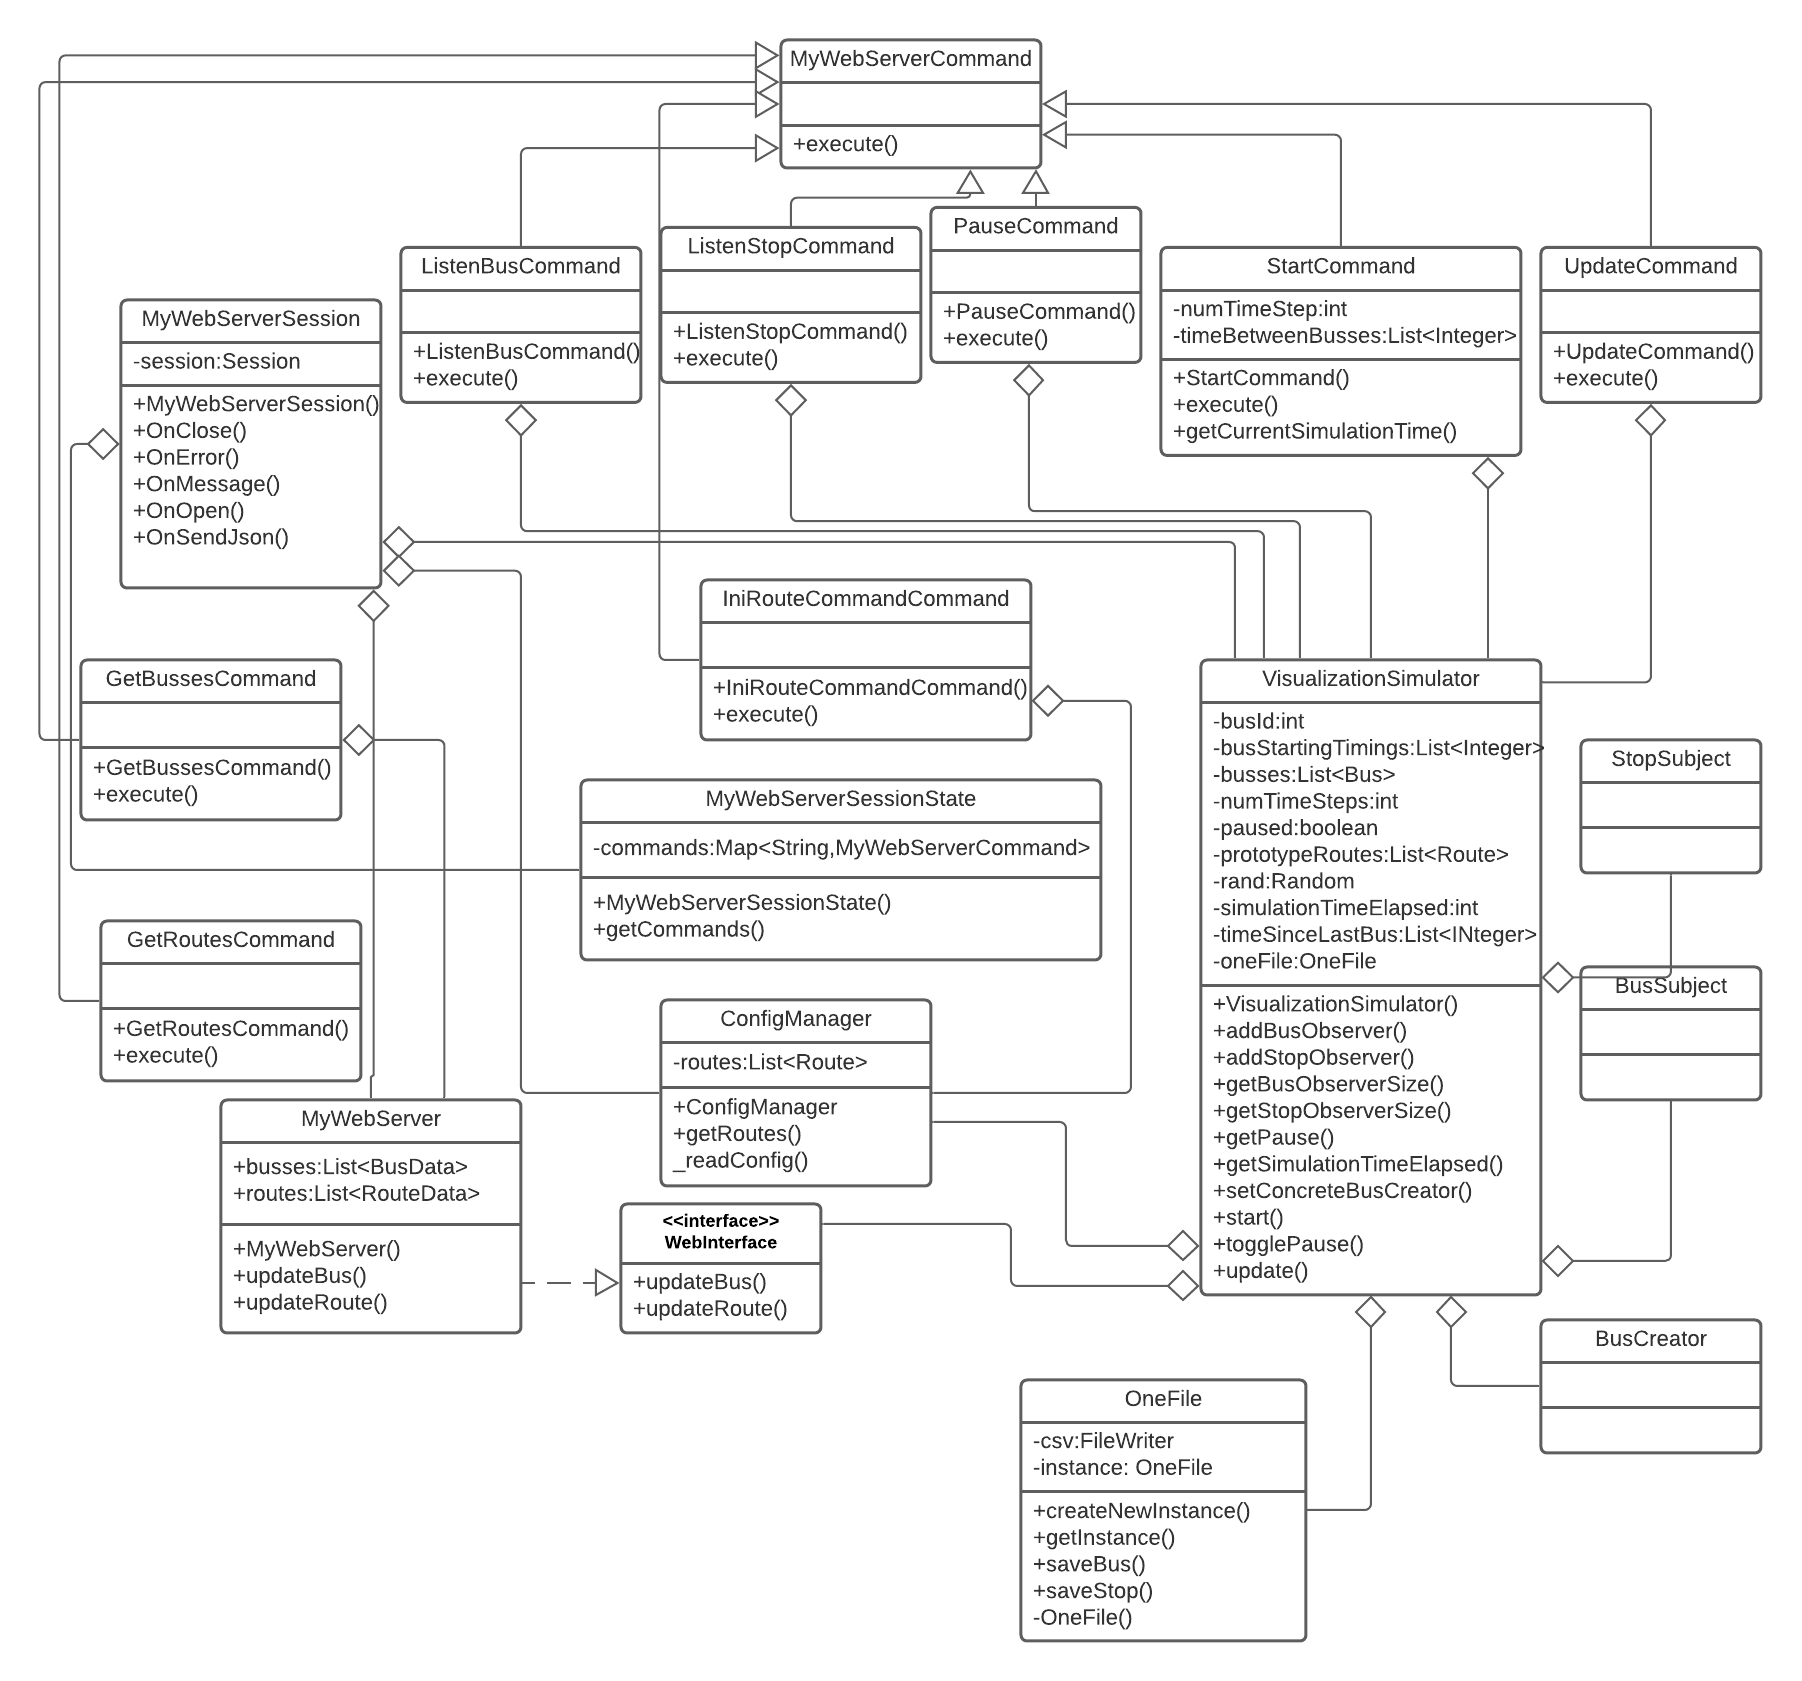 MyWebServerCommand
+execute()
ListenBusCommand
+ListenBusCommand()
+execute()
ListenStopCommand
+ListenStopCommand()
+execute()
PauseCommand
+PauseCommand()
+execute()
StartCommand
-numTimeStep:int
-timeBetweenBusses:List<Integer>
+StartCommand()
+execute()
+getCurrentSimulationTime()
UpdateCommand
+UpdateCommand()
+execute()
MyWebServerSession
-session:Session
+MyWebServerSession()
+OnClose()
+OnError()
+OnMessage()
+OnOpen()
+OnSendJson()
IniRouteCommandCommand
+IniRouteCommandCommand()
+execute()
GetBussesCommand
+GetBussesCommand()
+execute()
VisualizationSimulator
-busId:int
-busStartingTimings:List<Integer>
-busses:List<Bus>
-numTimeSteps:int
-paused:boolean
-prototypeRoutes:List<Route>
-rand:Random
-simulationTimeElapsed:int
-timeSinceLastBus:List<INteger>
-oneFile:OneFile
+VisualizationSimulator()
+addBusObserver()
+addStopObserver()
+getBusObserverSize()
+getStopObserverSize()
+getPause()
+getSimulationTimeElapsed()
+setConcreteBusCreator()
+start()
+togglePause()
+update()
StopSubject
MyWebServerSessionState
-commands:Map<String,MyWebServerCommand>
+MyWebServerSessionState()
+getCommands()
GetRoutesCommand
+GetRoutesCommand()
+execute()
BusSubject
ConfigManager
-routes:List<Route>
+ConfigManager
+getRoutes()
_readConfig()
MyWebServer
+busses:List<BusData>
+routes:List<RouteData>
+MyWebServer()
+updateBus()
+updateRoute()
<<interface>>
WebInterface
+updateBus()
+updateRoute()
BusCreator
OneFile
-csv:FileWriter
-instance: OneFile
+createNewInstance()
+getInstance()
+saveBus()
+saveStop()
-OneFile()